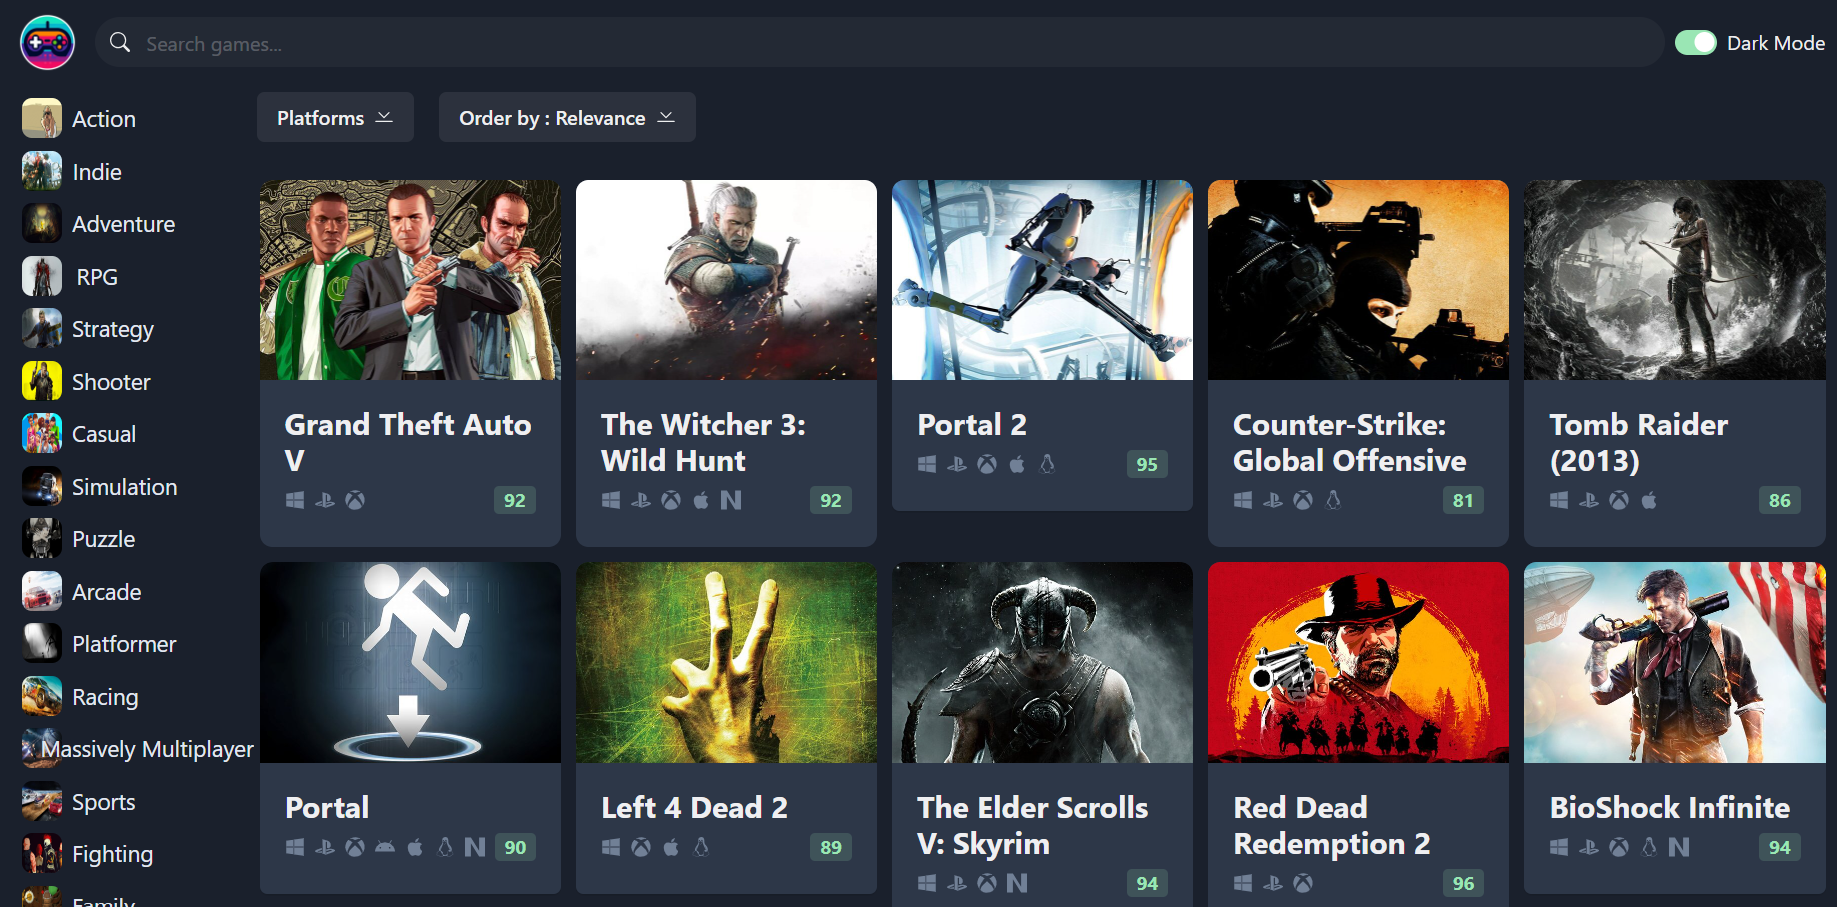 Search games...
Dark Mode
Action
Indie
Adventure
RPG
Strategy
Shooter
Casual
Simulation
Puzzle
Arcade
Platformer
Racing
Massively Multiplayer
Sports
Fighting
Family
Platforms
Order by : Relevance
Grand Theft Auto
V
92
The Witcher 3:
Wild Hunt
92
Portal 2
95
Counter-Strike:
Global Offensive
81
Tomb Raider
(2013)
86
Portal
90
Left 4 Dead 2
89
The Elder Scrolls
V: Skyrim
94
Red Dead
Redemption 2
96
BioShock Infinite
94